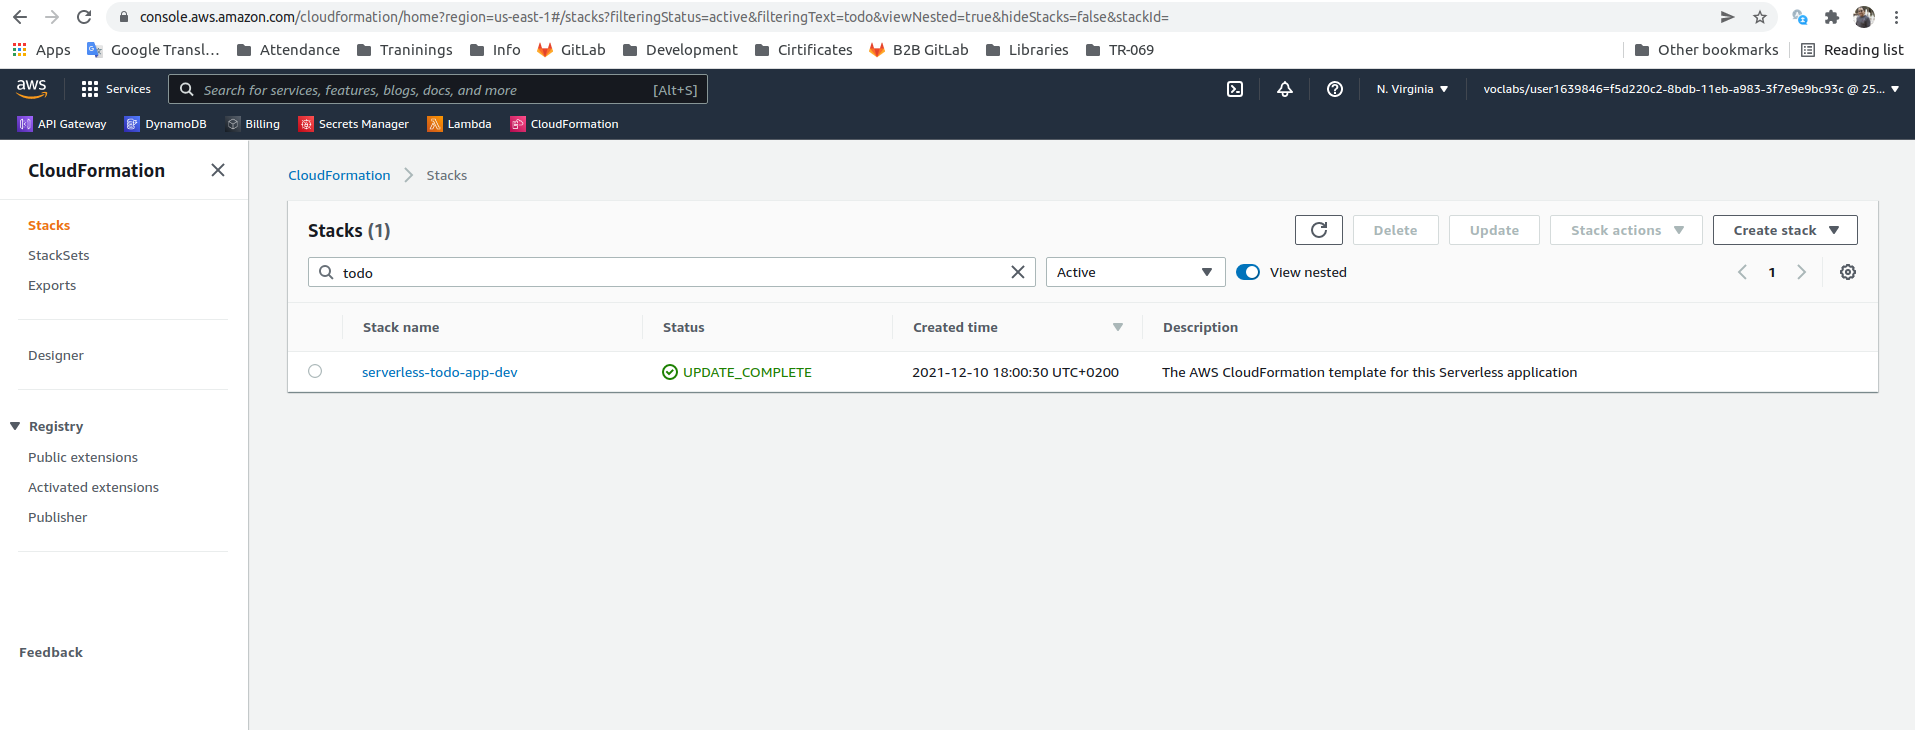 console.aws.amazon.com/cloudformation/home?region=us-east-1#/stacks?filteringStatus=active&filteringText=todo&viewNested=true&hideStacks=false&stackId=
Apps Google Transl... Attendance Traninings Info GitLab Development Cirtificates B2B GitLab Libraries TR-069 Other bookmarks Reading list
aws Services Search for services, features, blogs, docs, and more [Alt+S] N. Virginia voclabs/user1639846=f5d220c2-8bdb-11eb-a983-3f7e9e9bc93c @ 25...
API Gateway DynamoDB Billing Secrets Manager Lambda CloudFormation
CloudFormation
Stacks
StackSets
Exports
Designer
Registry
Public extensions
Activated extensions
Publisher
Feedback
CloudFormation Stacks
Stacks (1) Delete Update Stack actions Create stack
todo Active View nested 1
Stack name Status Created time Description
serverless-todo-app-dev UPDATE_COMPLETE 2021-12-10 18:00:30 UTC+0200 The AWS CloudFormation template for this Serverless application